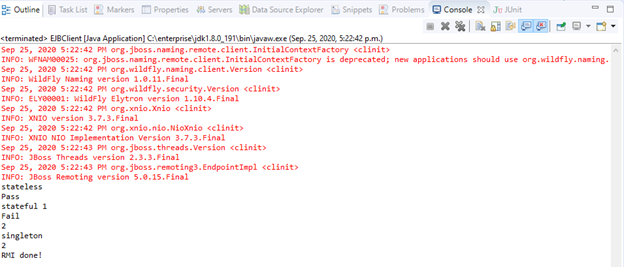 Outline Task List Markers Properties Servers Data Source Explorer Snippets Problems Console JUnit
<terminated> EJBClient [Java Application] C:\enterprise\jdk1.8.0_191\bin\javaw.exe (Sep. 25, 2020, 5:22:42 p.m.)
Sep 25, 2020 5:22:42 PM org.jboss.naming.remote.client.InitialContextFactory <clinit>
INFO: WFNAM00025: org.jboss.naming.remote.client.InitialContextFactory is deprecated; new applications should use org.wildfly.naming.
Sep 25, 2020 5:22:42 PM org.wildfly.naming.client.Version <clinit>
INFO: WildFly Naming version 1.0.11.Final
Sep 25, 2020 5:22:42 PM org.wildfly.security.Version <clinit>
INFO: ELY00001: WildFly Elytron version 1.10.4.Final
Sep 25, 2020 5:22:42 PM org.xnio.Xnio <clinit>
INFO: XNIO version 3.7.3.Final
Sep 25, 2020 5:22:42 PM org.xnio.nio.NioXnio <clinit>
INFO: XNIO NIO Implementation Version 3.7.3.Final
Sep 25, 2020 5:22:43 PM org.jboss.threads.Version <clinit>
INFO: JBoss Threads version 2.3.3.Final
Sep 25, 2020 5:22:43 PM org.jboss.remoting3.EndpointImpl <clinit>
INFO: JBoss Remoting version 5.0.15.Final
stateless
Pass
stateful 1
Fail
2
singleton
2
RMI done!